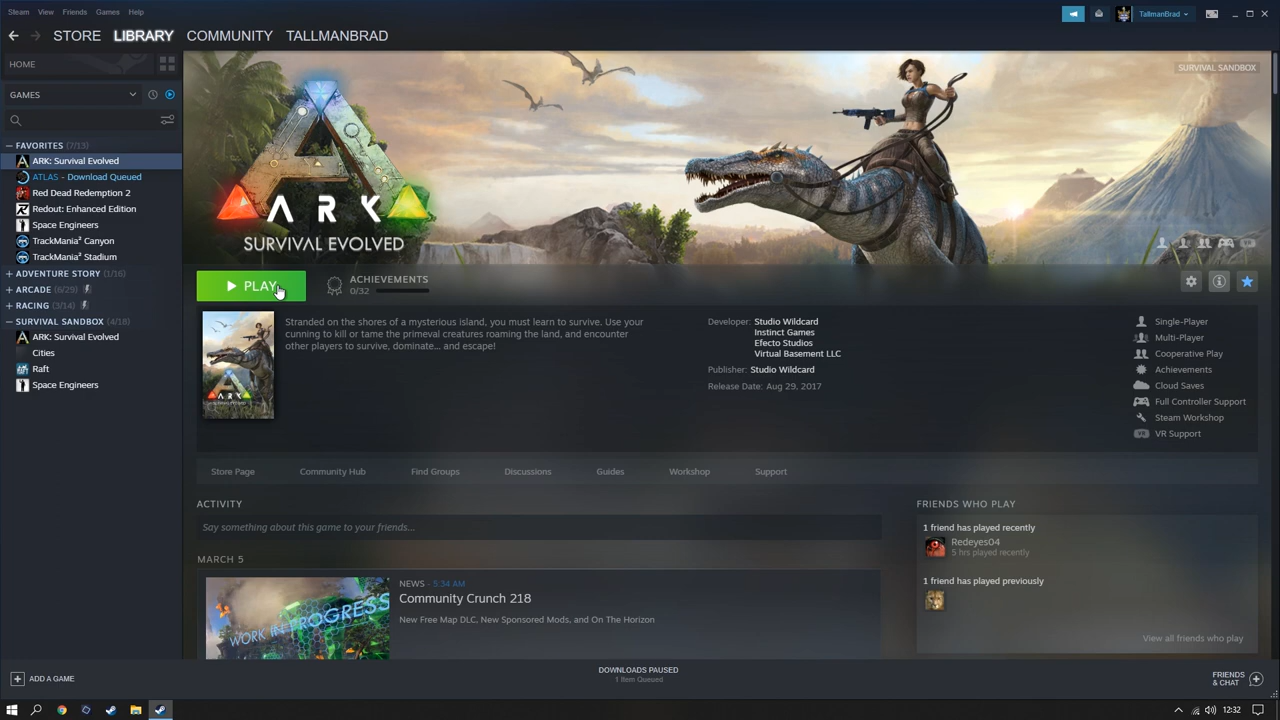 Steam View Friends Games Help
TallmanBrad
STORE LIBRARY COMMUNITY TALLMANBRAD
HOME
GAMES
FAVORITES (7/13)
ARK: Survival Evolved
ATLAS - Download Queued
Red Dead Redemption 2
Redout: Enhanced Edition
Space Engineers
TrackMania² Canyon
TrackMania² Stadium
ADVENTURE STORY (1/16)
ARCADE (6/29)
RACING (3/14)
SURVIVAL SANDBOX (4/18)
ARK: Survival Evolved
Cities
Raft
Space Engineers
SURVIVAL SANDBOX
ARK
SURVIVAL EVOLVED
PLAY
ACHIEVEMENTS
0/32
Stranded on the shores of a mysterious island, you must learn to survive. Use your
cunning to kill or tame the primeval creatures roaming the land, and encounter
other players to survive, dominate... and escape!
ARK
Developer: Studio Wildcard
Instinct Games
Efecto Studios
Virtual Basement LLC
Publisher: Studio Wildcard
Release Date: Aug 29, 2017
Single-Player
Multi-Player
Cooperative Play
Achievements
Cloud Saves
Full Controller Support
Steam Workshop
VR Support
Store Page Community Hub Find Groups Discussions Guides Workshop Support
ACTIVITY
Say something about this game to your friends...
MARCH 5
WORK IN PROGRESS
NEWS - 5:34 AM
Community Crunch 218
New Free Map DLC, New Sponsored Mods, and On The Horizon
FRIENDS WHO PLAY
1 friend has played recently
Redeyes04
5 hrs played recently
1 friend has played previously
View all friends who play
ADD A GAME
DOWNLOADS PAUSED
1 Item Queued
FRIENDS
& CHAT
12:32